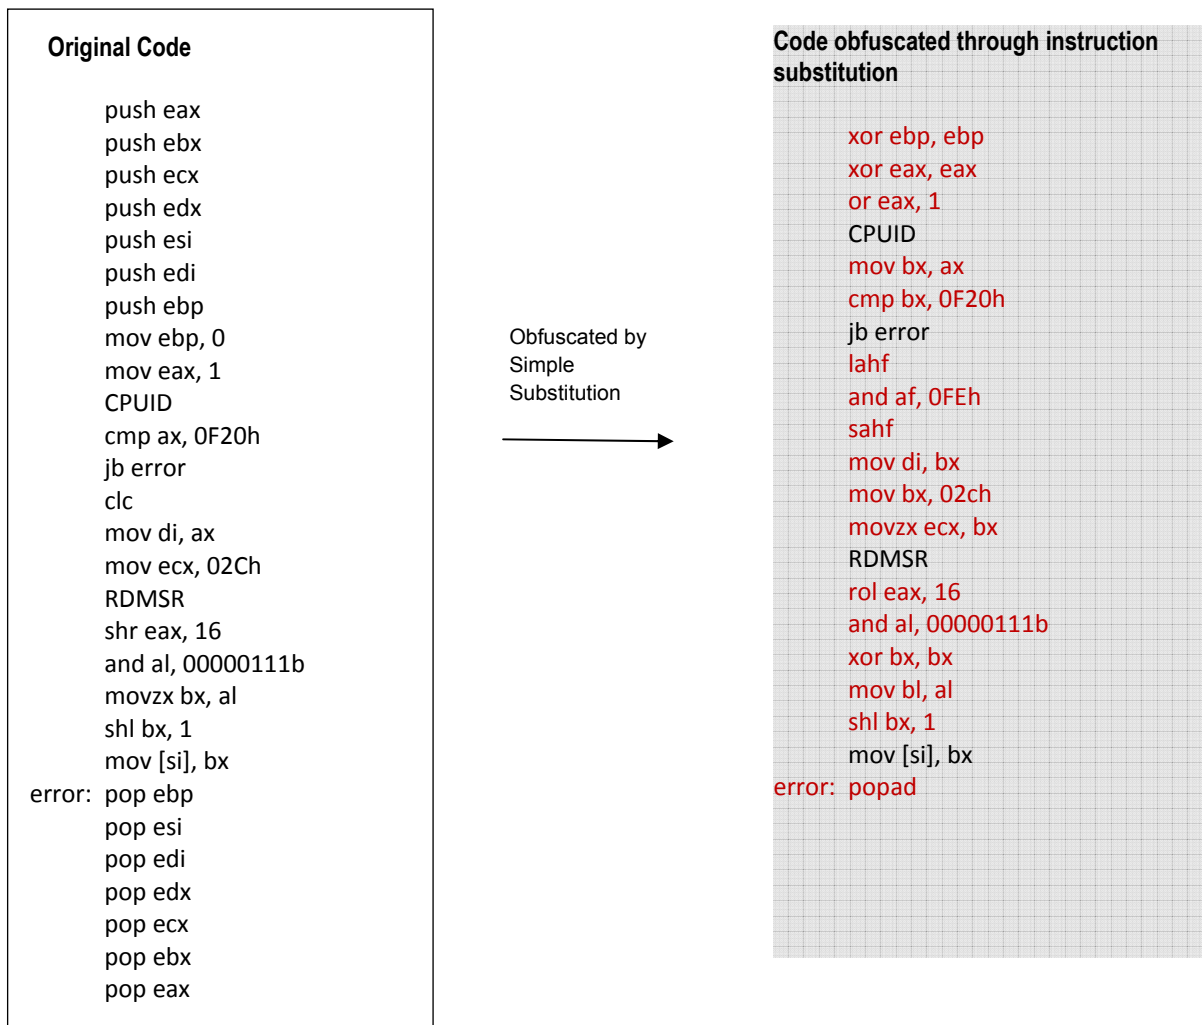 Original Code
push eax
push ebx
push ecx
push edx
push esi
push edi
push ebp
mov ebp, 0
mov eax, 1
CPUID
cmp ax, 0F20h
jb error
clc
mov di, ax
mov ecx, 02Ch
RDMSR
shr eax, 16
and al, 00000111b
movzx bx, al
shl bx, 1
mov [si], bx
error: pop ebp
pop esi
pop edi
pop edx
pop ecx
pop ebx
pop eax
Obfuscated by
Simple
Substitution
Code obfuscated through instruction
substitution
xor ebp, ebp
xor eax, eax
or eax, 1
CPUID
mov bx, ax
cmp bx, 0F20h
jb error
lahf
and af, 0FEh
sahf
mov di, bx
mov bx, 02ch
movzx ecx, bx
RDMSR
rol eax, 16
and al, 00000111b
xor bx, bx
mov bl, al
shl bx, 1
mov [si], bx
error: popad